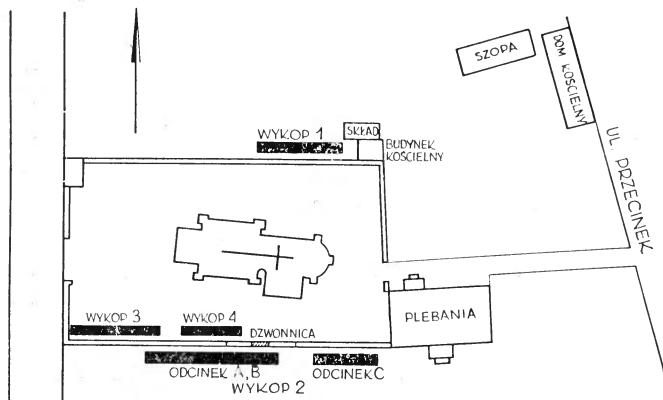 SZOPA
DOM KOŚCIELNY
UL. PRZECINEK
WYKOP 1
SKŁAD
BUDYNEK
KOŚCIELNY
WYKOP 3
WYKOP 4
DZWONNICA
PLEBANIA
ODCINEK A,B
ODCINEK C
WYKOP 2